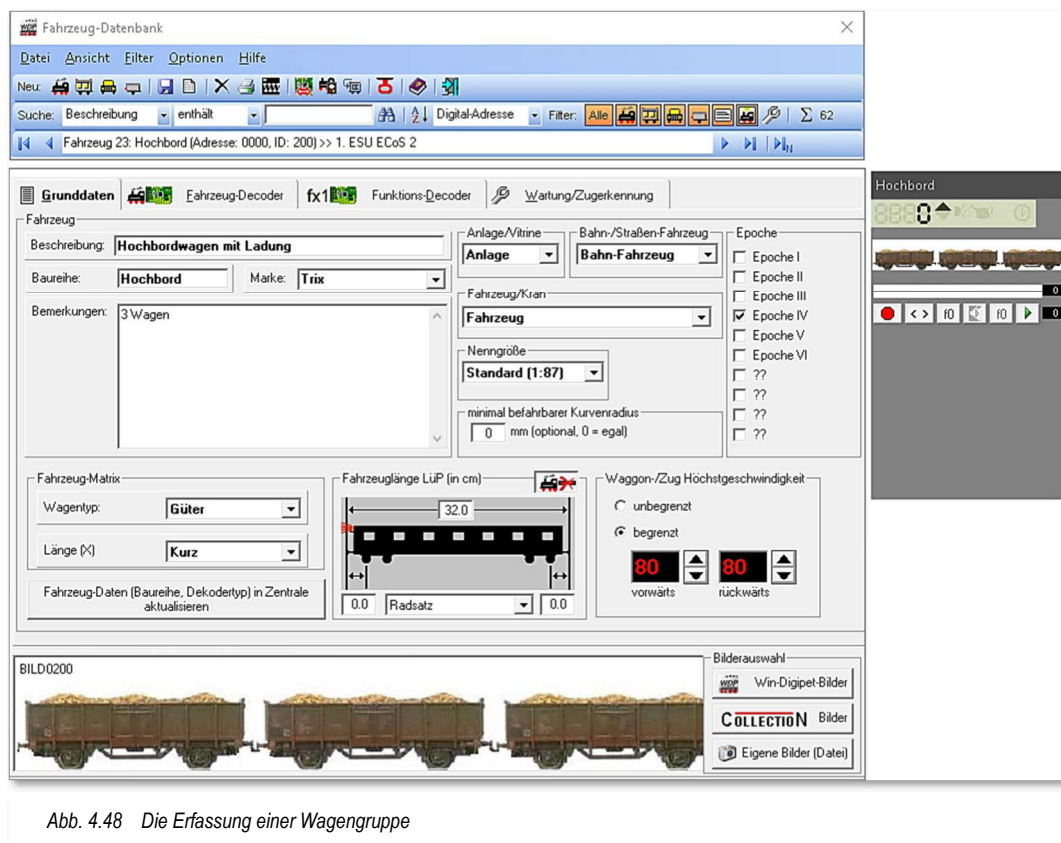 WDP Fahrzeug-Datenbank
Datei Ansicht Filter Optionen Hilfe
Neu:
Suche: Beschreibung enthält Digital-Adresse Filter: Alle Σ 62
Fahrzeug 23: Hochbord (Adresse: 0000, ID: 200) >> 1. ESU ECoS 2 N
Grunddaten Fahrzeug-Decoder fx1 Funktions-Decoder Wartung/Zugerkennung
Fahrzeug
Beschreibung: Hochbordwagen mit Ladung
Baureihe: Hochbord Marke: Trix
Bemerkungen: 3 Wagen
Anlage/Vitrine
Anlage
Bahn-/Straßen-Fahrzeug
Bahn-Fahrzeug
Fahrzeug/Kran
Fahrzeug
Nenngröße
Standard (1:87)
minimal befahrbarer Kurvenradius
0 mm (optional, 0 = egal)
Epoche
Epoche I
Epoche II
Epoche III
Epoche IV
Epoche V
Epoche VI
??
??
??
??
Fahrzeug-Matrix
Wagentyp: Güter
Länge (X) Kurz
Fahrzeug-Daten (Baureihe, Dekodertyp) in Zentrale
aktualisieren
Fahrzeuglänge LüP (in cm)
32.0
0.0 Radsatz 0.0
Waggon-/Zug Höchstgeschwindigkeit
unbegrenzt
begrenzt
80 80
vorwärts rückwärts
BILD0200
Bilderauswahl
WDP Win-Digipet-Bilder
COLLECTION Bilder
Eigene Bilder (Datei)
Hochbord
0
0
< > f0 f0 0
Abb. 4.48 Die Erfassung einer Wagengruppe